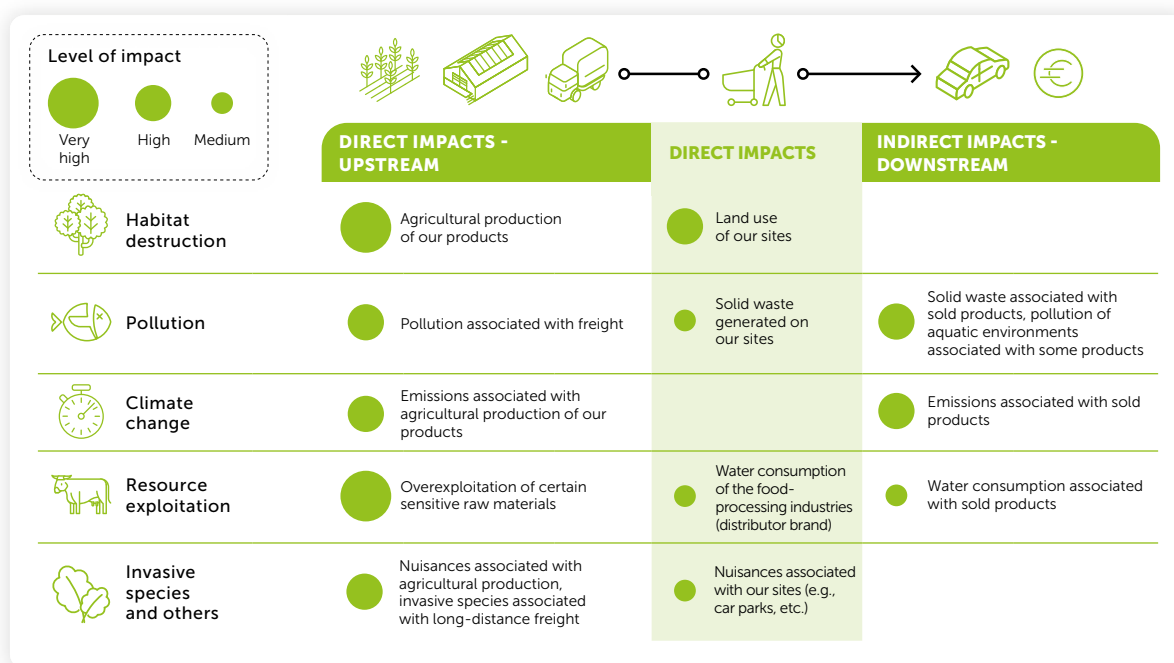 Level of impact
Very
high
High
Medium
DIRECT IMPACTS -
UPSTREAM
DIRECT IMPACTS
INDIRECT IMPACTS -
DOWNSTREAM
Habitat
destruction
Agricultural production
of our products
Land use
of our sites
Pollution
Pollution associated with freight
Solid waste
generated on
our sites
Solid waste associated with
sold products, pollution of
aquatic environments
associated with some products
Climate
change
Emissions associated with
agricultural production of our
products
Emissions associated with sold
products
Resource
exploitation
Overexploitation of certain
sensitive raw materials
Water consumption
of the food-
processing industries
(distributor brand)
Water consumption associated
with sold products
Invasive
species
and others
Nuisances associated with
agricultural production,
invasive species associated
with long-distance freight
Nuisances associated
with our sites (e.g.,
car parks, etc.)